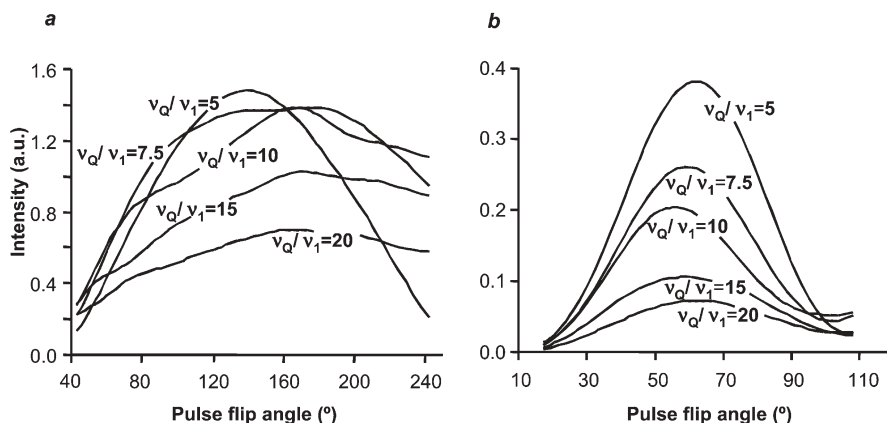 a
b
Intensity (a.u.)
1.6
1.4
1.2
0.8
0.4
0.0
40 80 120 160 200 240
Pulse flip angle (º)
νQ/ ν1=5
νQ/ ν1=7.5
νQ/ ν1=10
νQ/ ν1=15
νQ/ ν1=20
0.4
0.3
0.2
0.1
0.0
10 30 50 70 90 110
Pulse flip angle (º)
νQ/ ν1=5
νQ/ ν1=7.5
νQ/ ν1=10
νQ/ ν1=15
νQ/ ν1=20